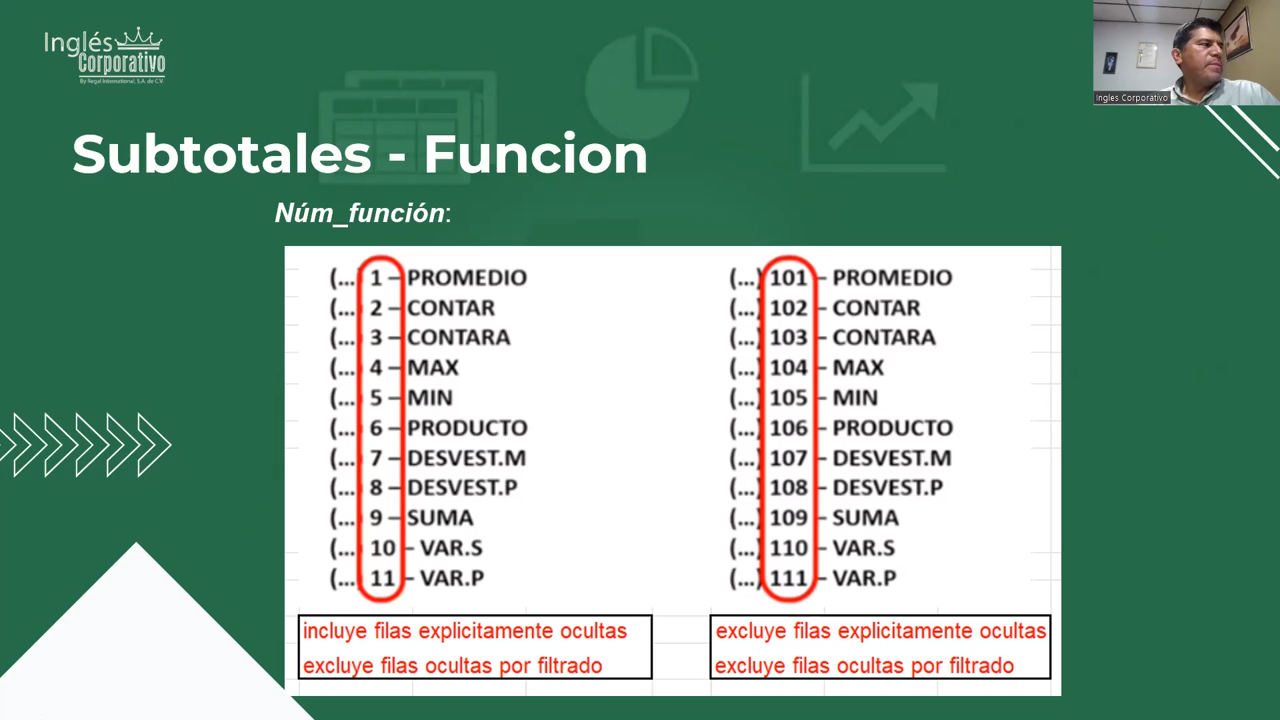 Inglés
Corporativo
By Regal International, S.A. de C.V.
Ingles Corporativo
Subtotales - Funcion
Núm_función:
(... 1 – PROMEDIO
(... 2 – CONTAR
(... 3 – CONTARA
(... 4 – MAX
(... 5 – MIN
(... 6 – PRODUCTO
(... 7 – DESVEST.M
(... 8 – DESVEST.P
(... 9 – SUMA
(... 10 – VAR.S
(... 11 – VAR.P
incluye filas explicitamente ocultas
excluye filas ocultas por filtrado
(...) 101 – PROMEDIO
(...) 102 – CONTAR
(...) 103 – CONTARA
(...) 104 – MAX
(...) 105 – MIN
(...) 106 – PRODUCTO
(...) 107 – DESVEST.M
(...) 108 – DESVEST.P
(...) 109 – SUMA
(...) 110 – VAR.S
(...) 111 – VAR.P
excluye filas explicitamente ocultas
excluye filas ocultas por filtrado